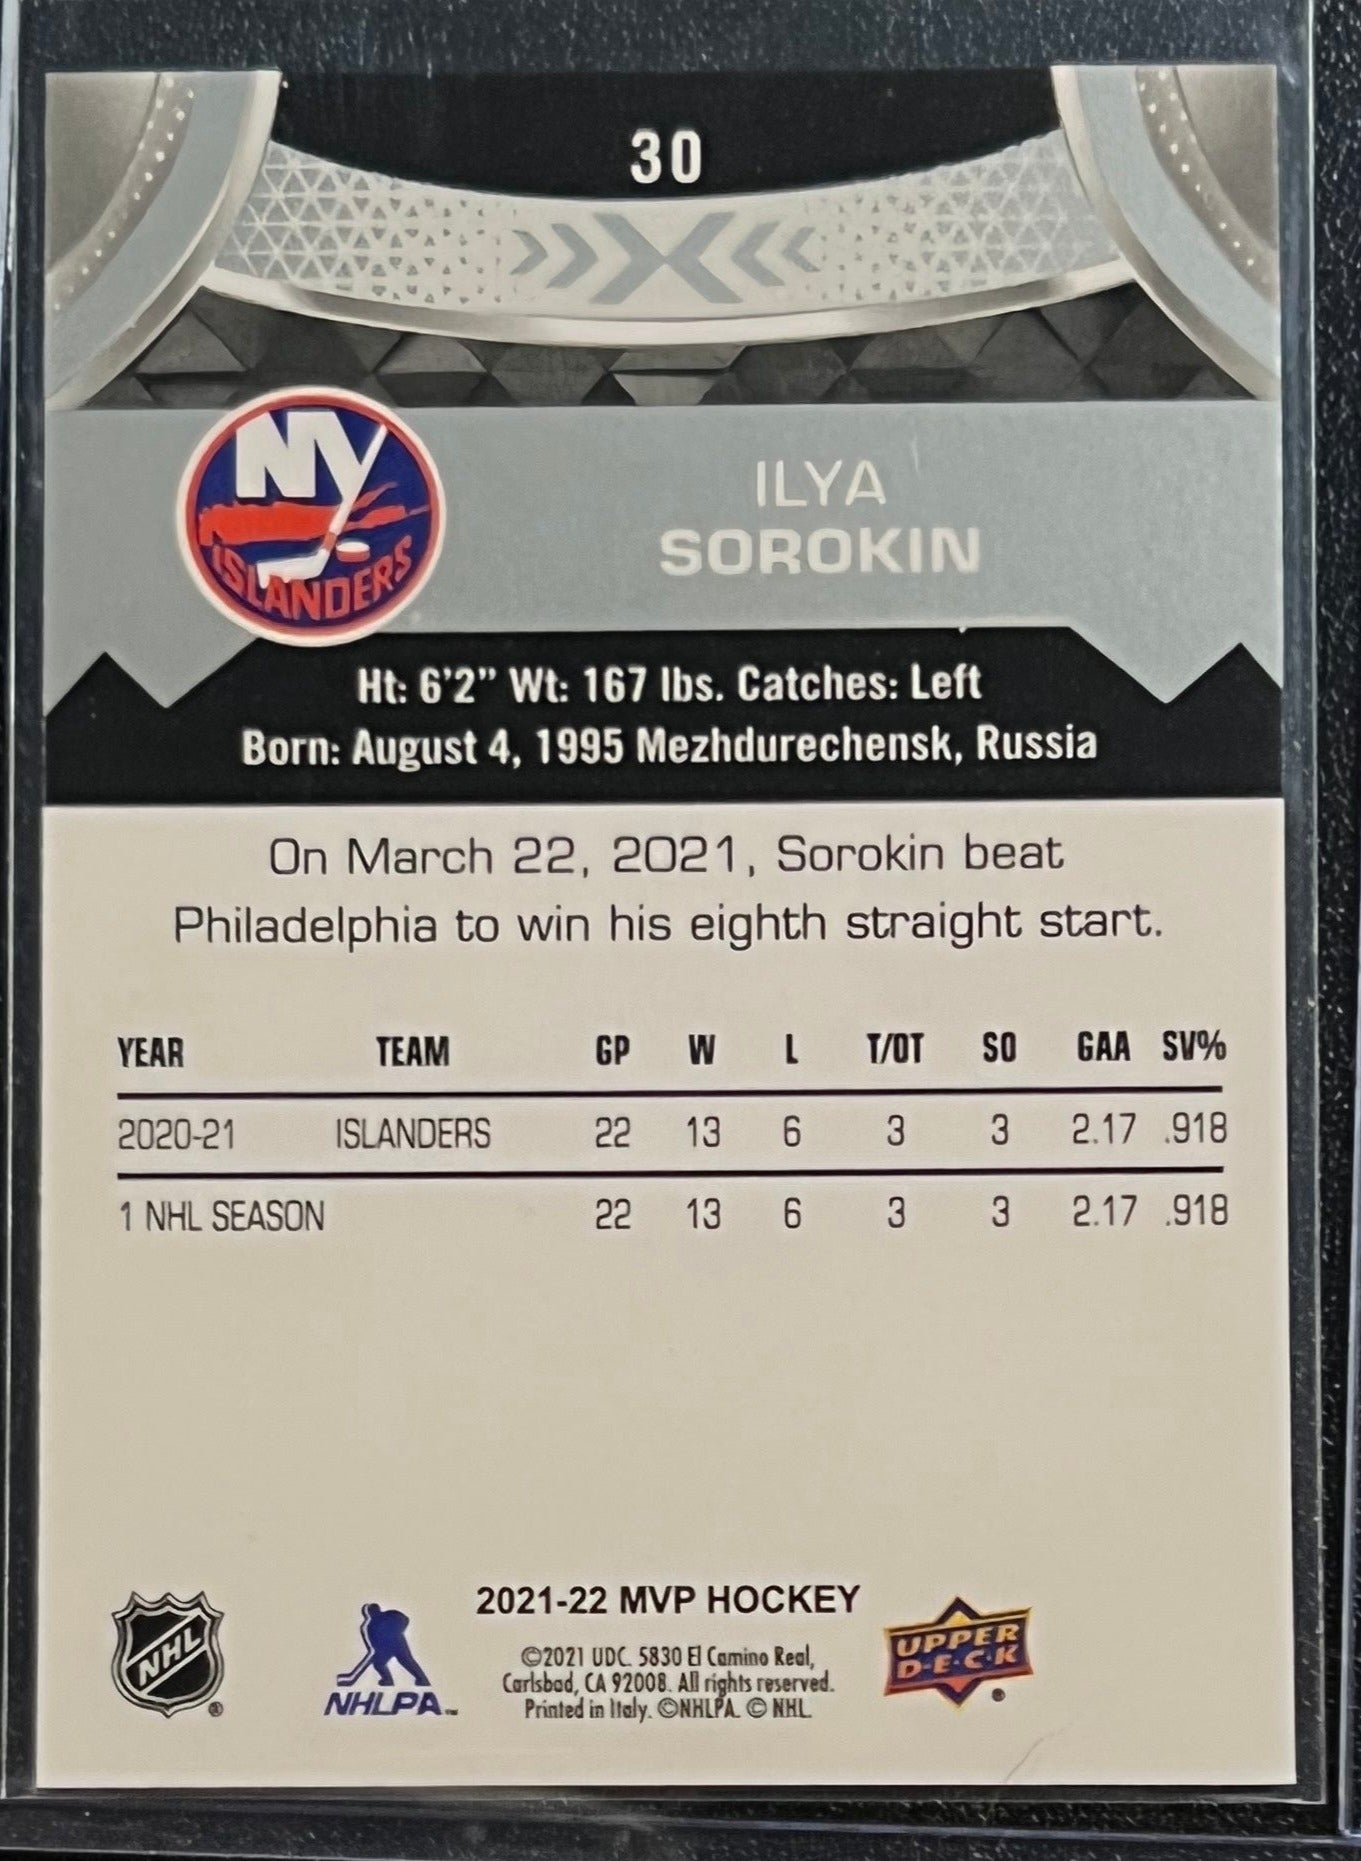 30
NY
ISLANDERS
ILYA
SOROKIN
Ht: 6'2" Wt: 167 lbs. Catches: Left
Born: August 4, 1995 Mezhdurechensk, Russia
On March 22, 2021, Sorokin beat
Philadelphia to win his eighth straight start.
YEAR TEAM GP W L T/OT SO GAA SV%
2020-21 ISLANDERS 22 13 6 3 3 2.17 .918
1 NHL SEASON 22 13 6 3 3 2.17 .918
NHL ®
NHLPA™
2021-22 MVP HOCKEY
©2021 UDC. 5830 El Camino Real,
Carlsbad, CA 92008. All rights reserved.
Printed in Italy. ©NHLPA. © NHL.
UPPER
D·E·C·K ®